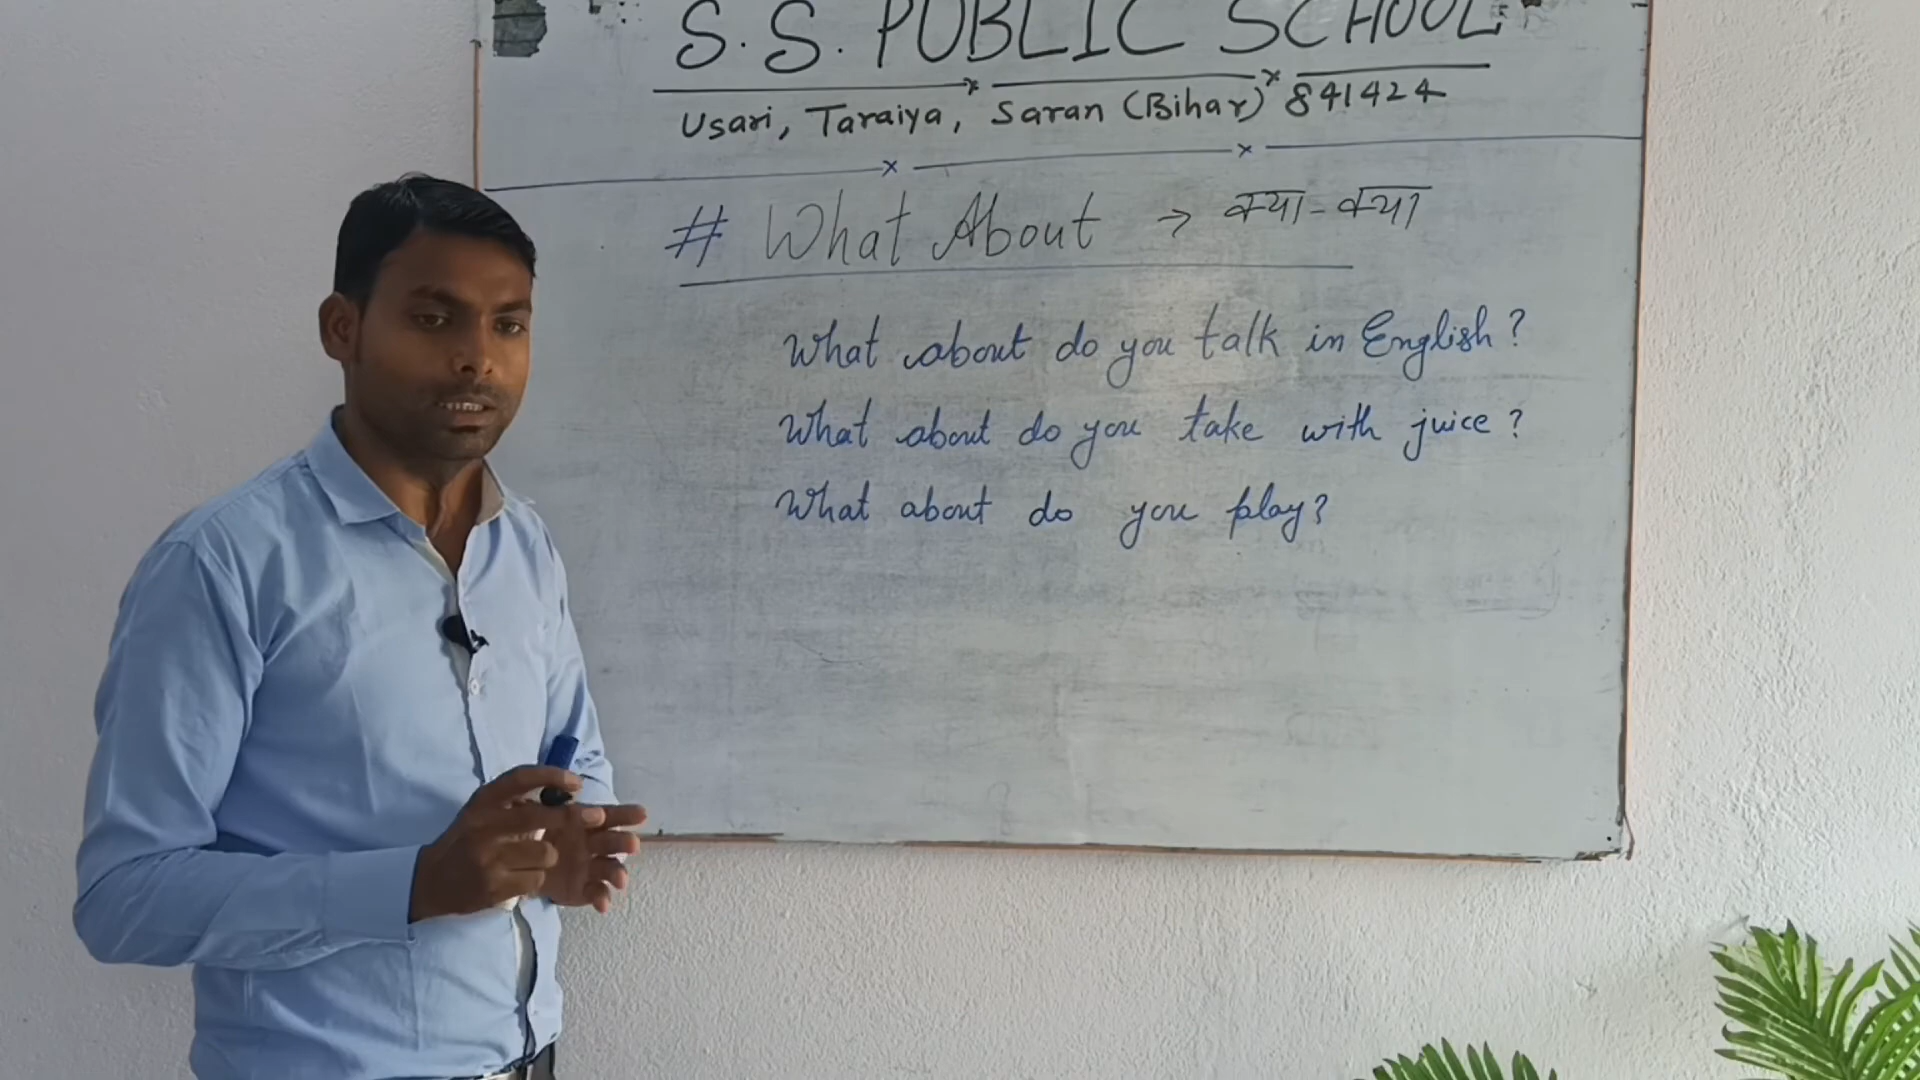 S. S. PUBLIC SCHOOL
Usari, Taraiya, Saran (Bihar) 841424
# What About → क्या-क्या
What about do you talk in English?
What about do you take with juice?
What about do you play?